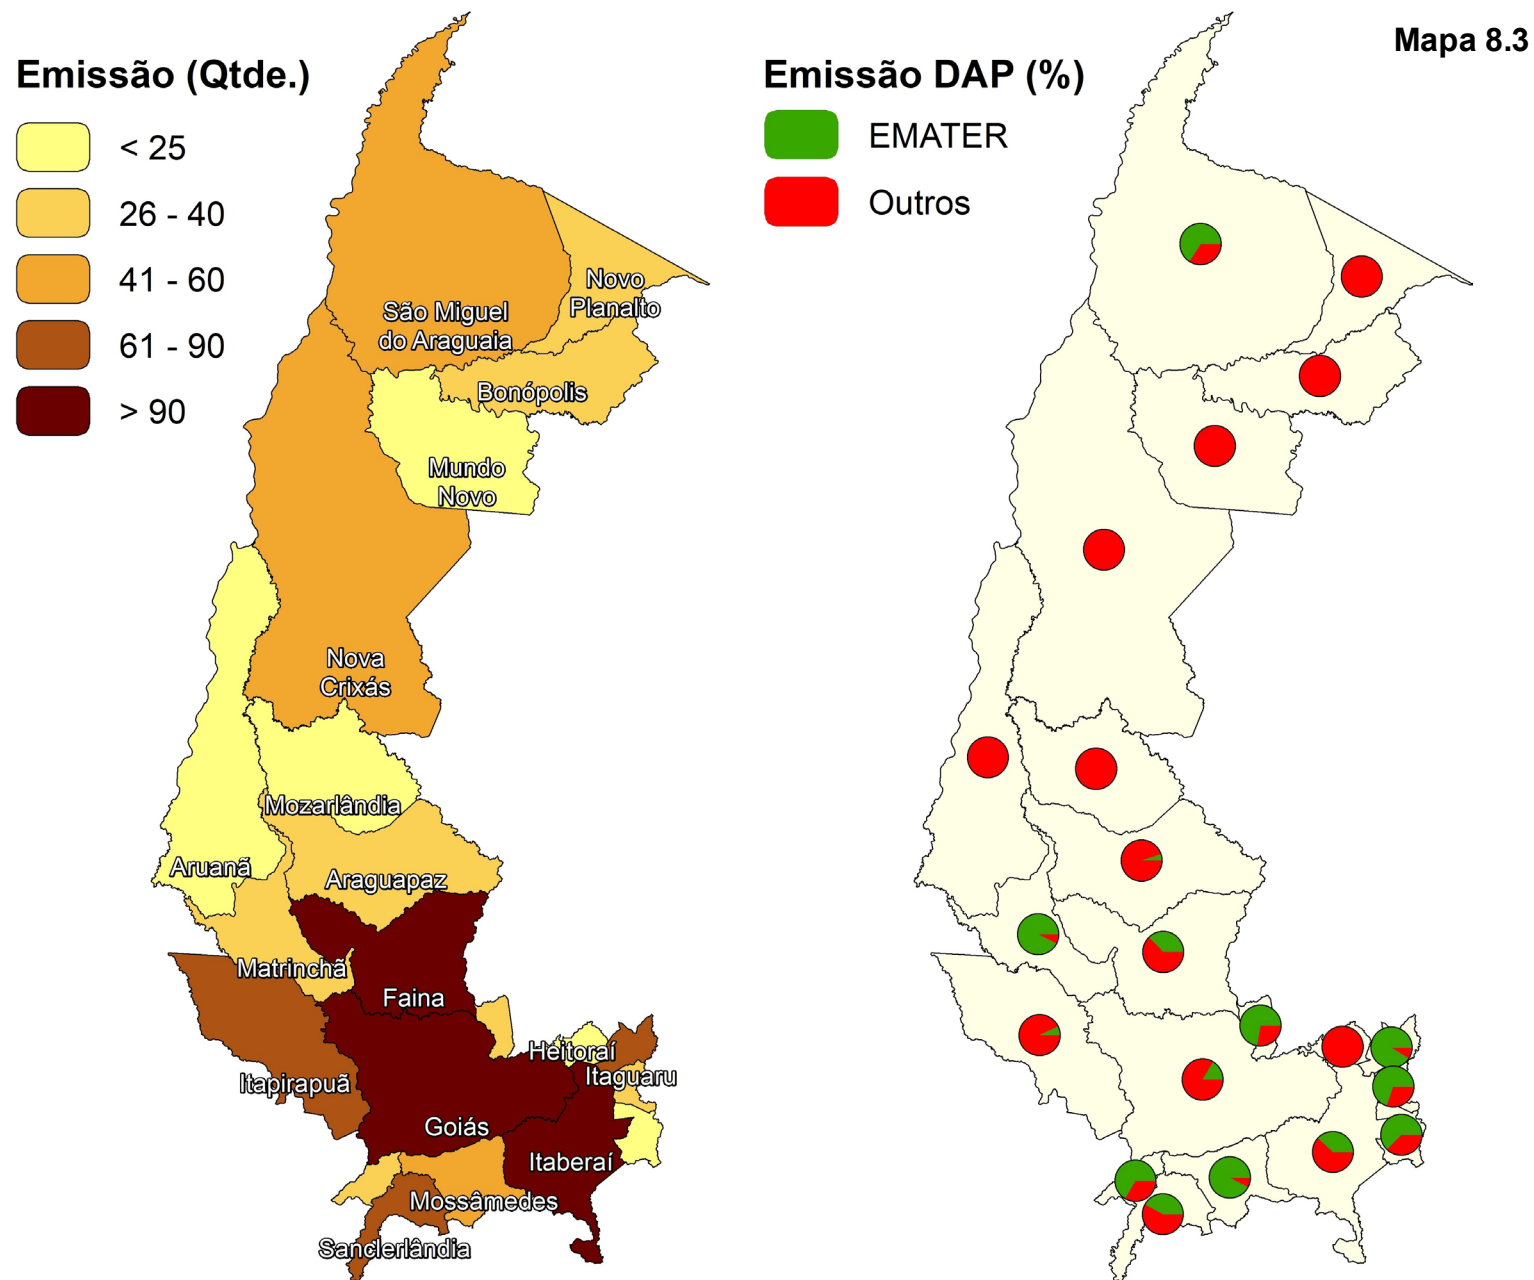 Mapa 8.3
Emissão (Qtde.)
< 25
26 - 40
41 - 60
61 - 90
> 90
Emissão DAP (%)
EMATER
Outros
Novo
Planalto
São Miguel
do Araguaia
Bonópolis
Mundo
Novo
Nova
Crixás
Mozarlândia
Aruanã
Araguapaz
Matrinchã
Faina
Heitoraí
Itaguaru
Itapirapuã
Goiás
Itaberaí
Mossâmedes
Sanclerlândia